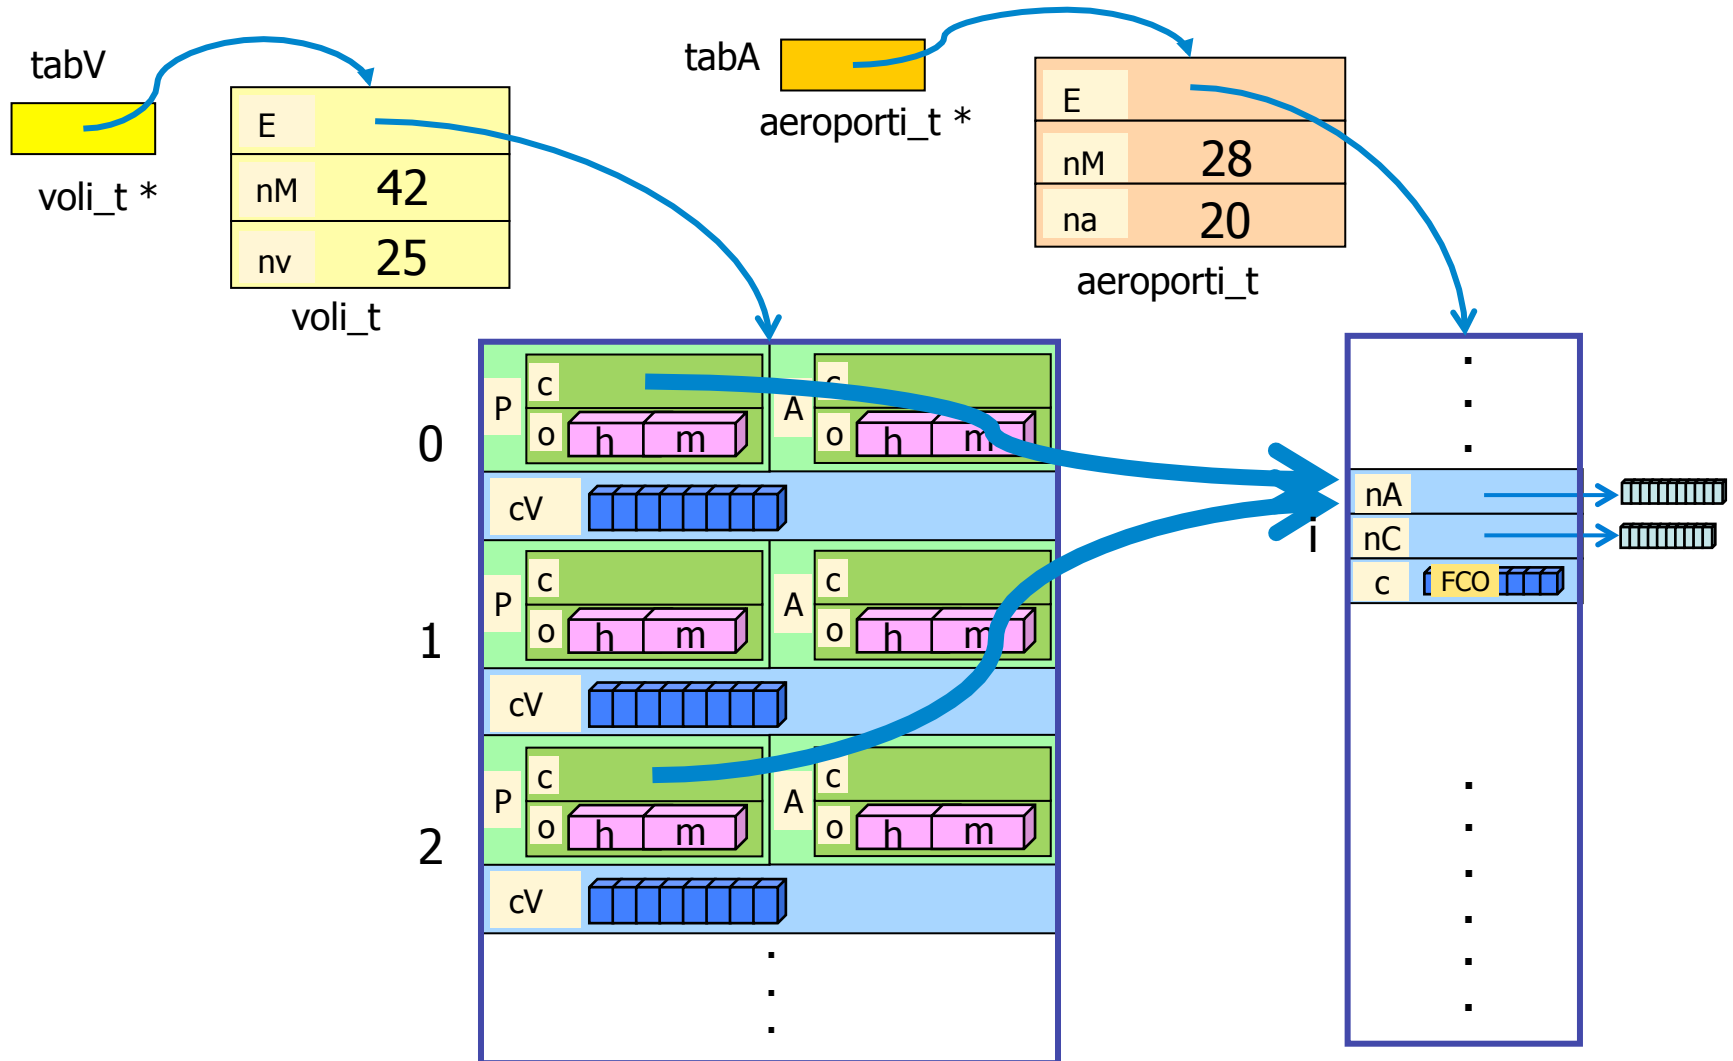 tabV
voli_t *
E
nM 42
nv 25
voli_t
tabA
aeroporti_t *
E
nM 28
na 20
aeroporti_t
0
P
c
o h m
A
c
o h m
cV
1
P
c
o h m
A
c
o h m
cV
2
P
c
o h m
A
c
o h m
cV
i
nA
nC
c FCO